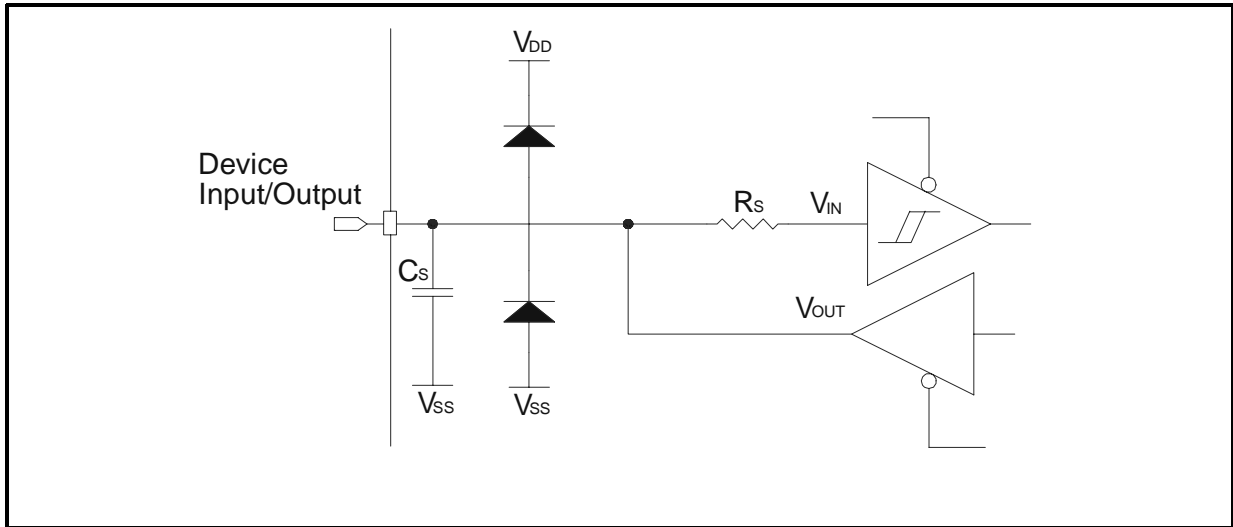 VDD
Device
Input/Output
RS
VIN
CS
VOUT
VSS
VSS